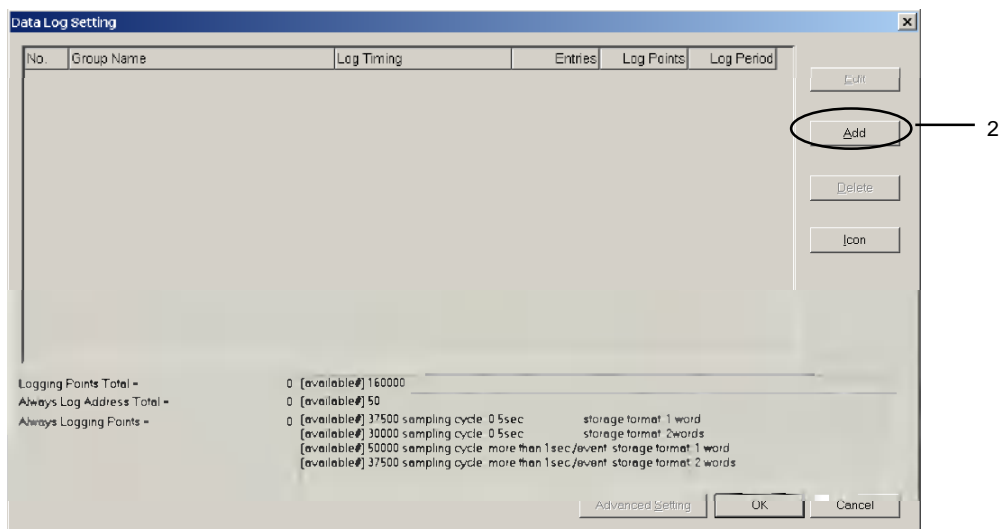 Data Log Setting
No. Group Name Log Timing Entries Log Points Log Period
Edit
Add
2
Delete
Icon
Logging Points Total = 0 [available#] 160000
Always Log Address Total = 0 [available#] 50
Always Logging Points = 0 [available#] 37500 sampling cycle 0.5sec storage format 1 word
[available#] 30000 sampling cycle 0.5sec storage format 2words
[available#] 50000 sampling cycle more than 1sec./event storage format 1 word
[available#] 37500 sampling cycle more than 1sec./event storage format 2 words
Advanced Setting OK Cancel